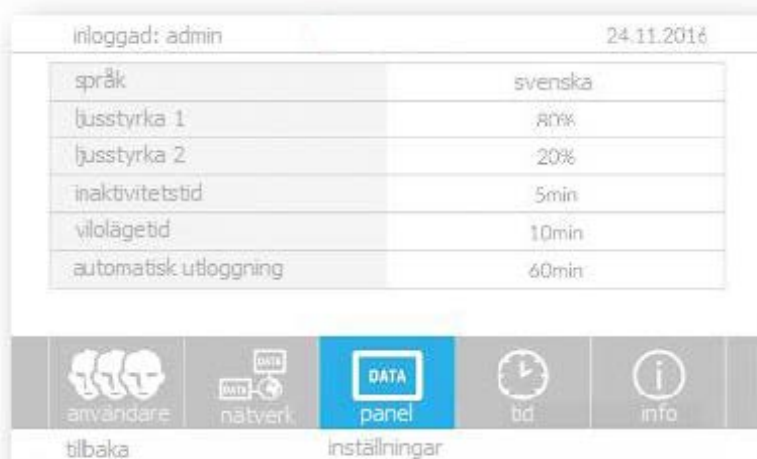 inloggad: admin 24.11.2016
språk svenska
ljusstyrka 1 80%
ljusstyrka 2 20%
inaktivitetstid 5min
vilolägetid 10min
automatisk utloggning 60min
DATA
DATA DATA
användare nätverk panel tid info
tilbaka inställningar